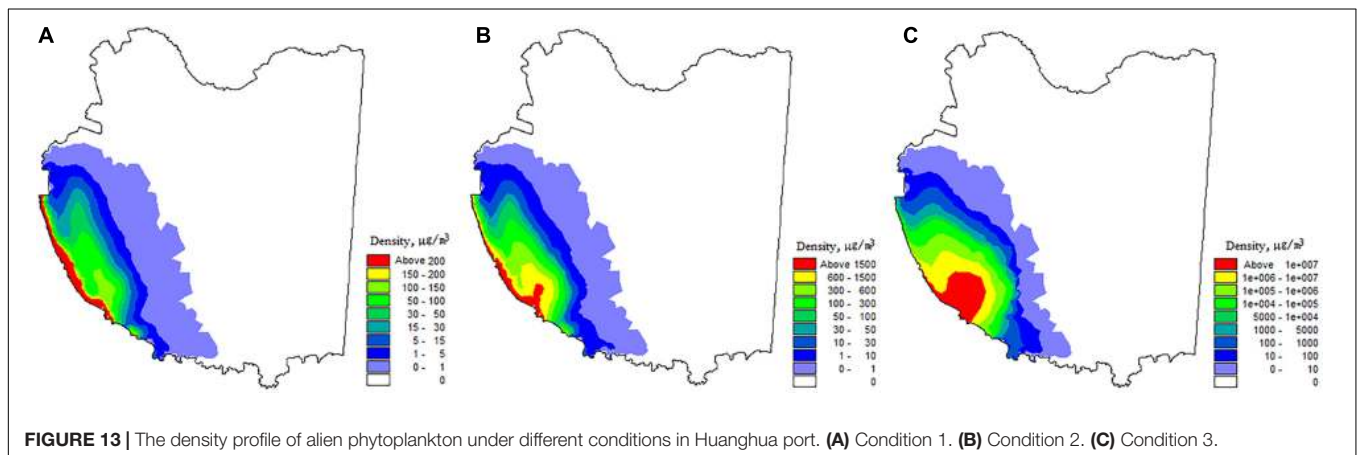 A
Density, μg/m³
Above 200
150 - 200
100 - 150
50 - 100
30 - 50
15 - 30
5 - 15
1 - 5
0 - 1
0
B
Density, μg/m³
Above 1500
600 - 1500
300 - 600
100 - 300
50 - 100
30 - 50
10 - 30
1 - 10
0 - 1
0
C
Density, μg/m³
Above 1e+007
1e+006 - 1e+007
1e+005 - 1e+006
1e+004 - 1e+005
5000 - 1e+004
1000 - 5000
100 - 1000
10 - 100
0 - 10
0
FIGURE 13 | The density profile of alien phytoplankton under different conditions in Huanghua port. (A) Condition 1. (B) Condition 2. (C) Condition 3.